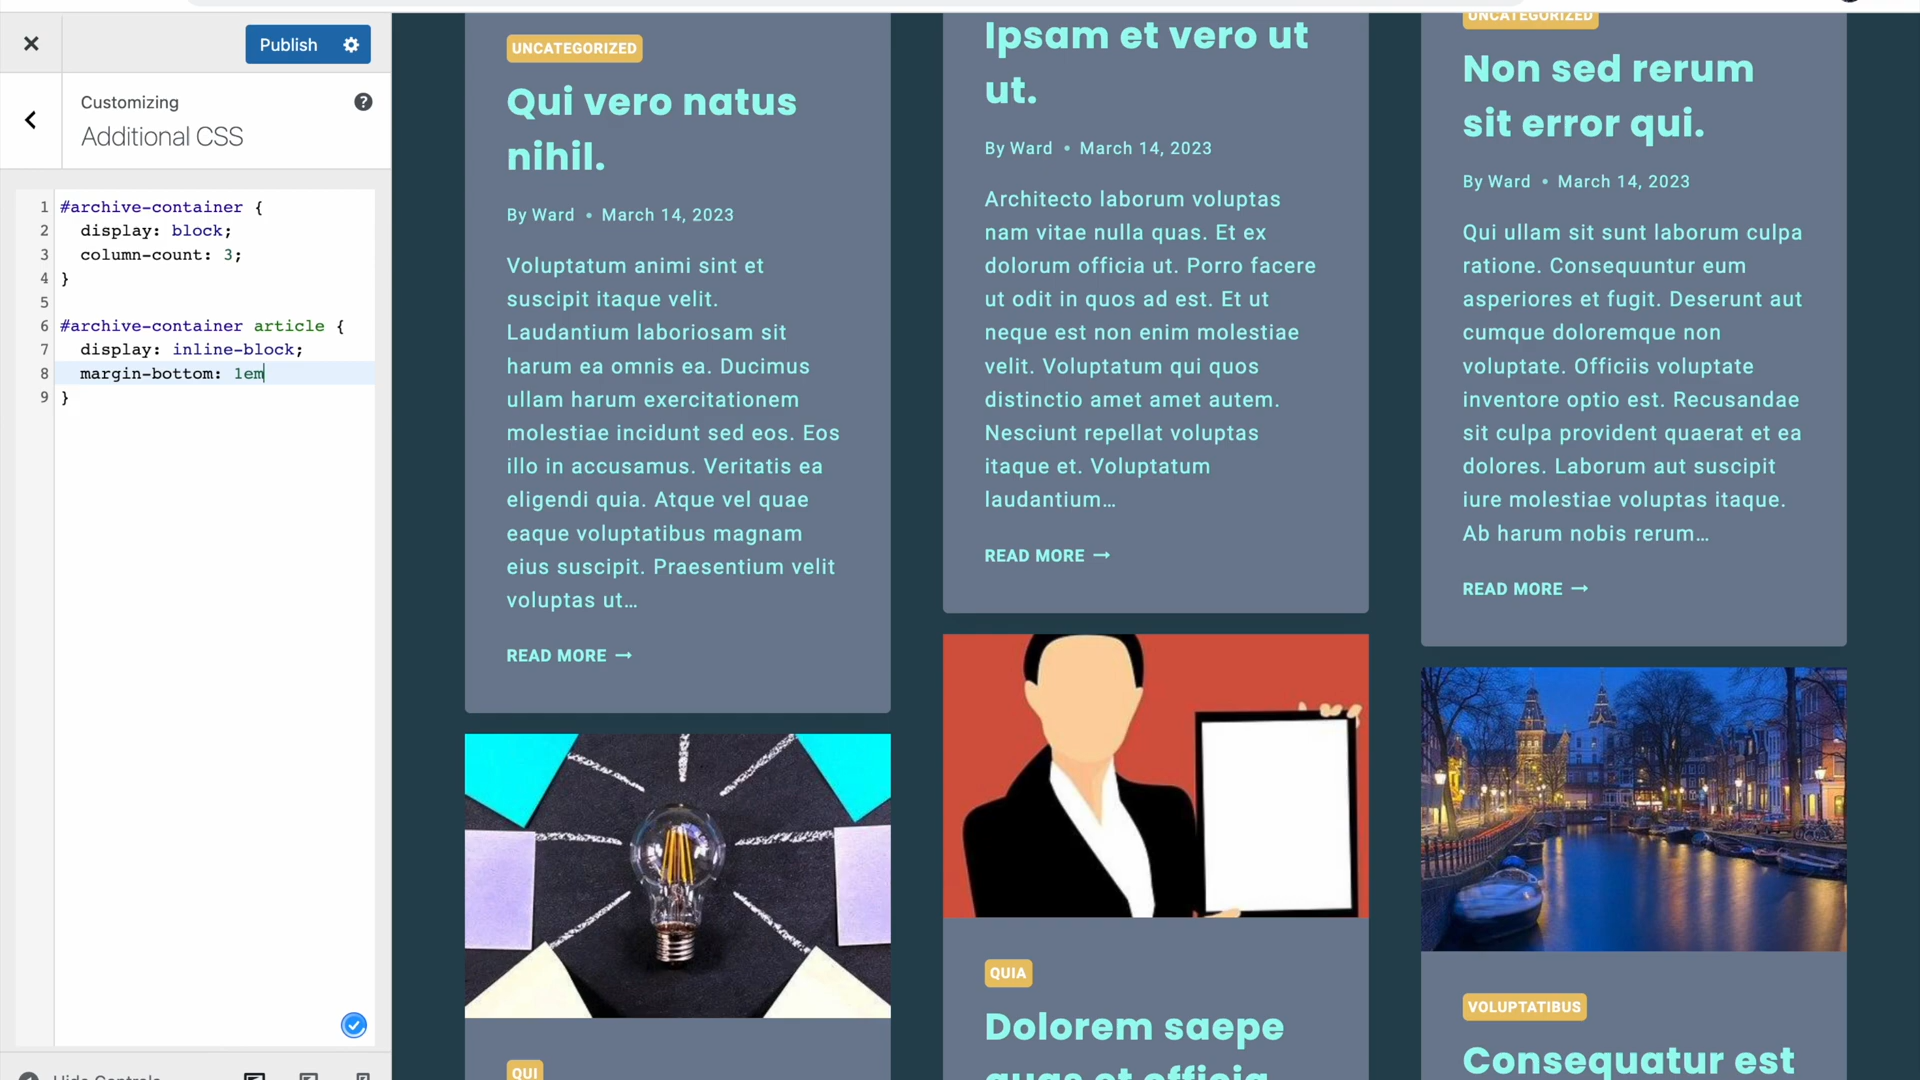 Publish
Customizing
Additional CSS
1 #archive-container {
2 display: block;
3 column-count: 3;
4 }
5
6 #archive-container article {
7 display: inline-block;
8 margin-bottom: 1em
9 }
Hide Controls
UNCATEGORIZED
Qui vero natus
nihil.
By Ward • March 14, 2023
Voluptatum animi sint et
suscipit itaque velit.
Laudantium laboriosam sit
harum ea omnis ea. Ducimus
ullam harum exercitationem
molestiae incidunt sed eos. Eos
illo in accusamus. Veritatis ea
eligendi quia. Atque vel quae
eaque voluptatibus magnam
eius suscipit. Praesentium velit
voluptas ut…
READ MORE →
QUI
Ipsam et vero ut
ut.
By Ward • March 14, 2023
Architecto laborum voluptas
nam vitae nulla quas. Et ex
dolorum officia ut. Porro facere
ut odit in quos ad est. Et ut
neque est non enim molestiae
velit. Voluptatum qui quos
distinctio amet amet autem.
Nesciunt repellat voluptas
itaque et. Voluptatum
laudantium…
READ MORE →
QUIA
Dolorem saepe
quas et officia
UNCATEGORIZED
Non sed rerum
sit error qui.
By Ward • March 14, 2023
Qui ullam sit sunt laborum culpa
ratione. Consequuntur eum
asperiores et fugit. Deserunt aut
cumque doloremque non
voluptate. Officiis voluptate
inventore optio est. Recusandae
sit culpa provident quaerat et ea
dolores. Laborum aut suscipit
iure molestiae voluptas itaque.
Ab harum nobis rerum…
READ MORE →
VOLUPTATIBUS
Consequatur est